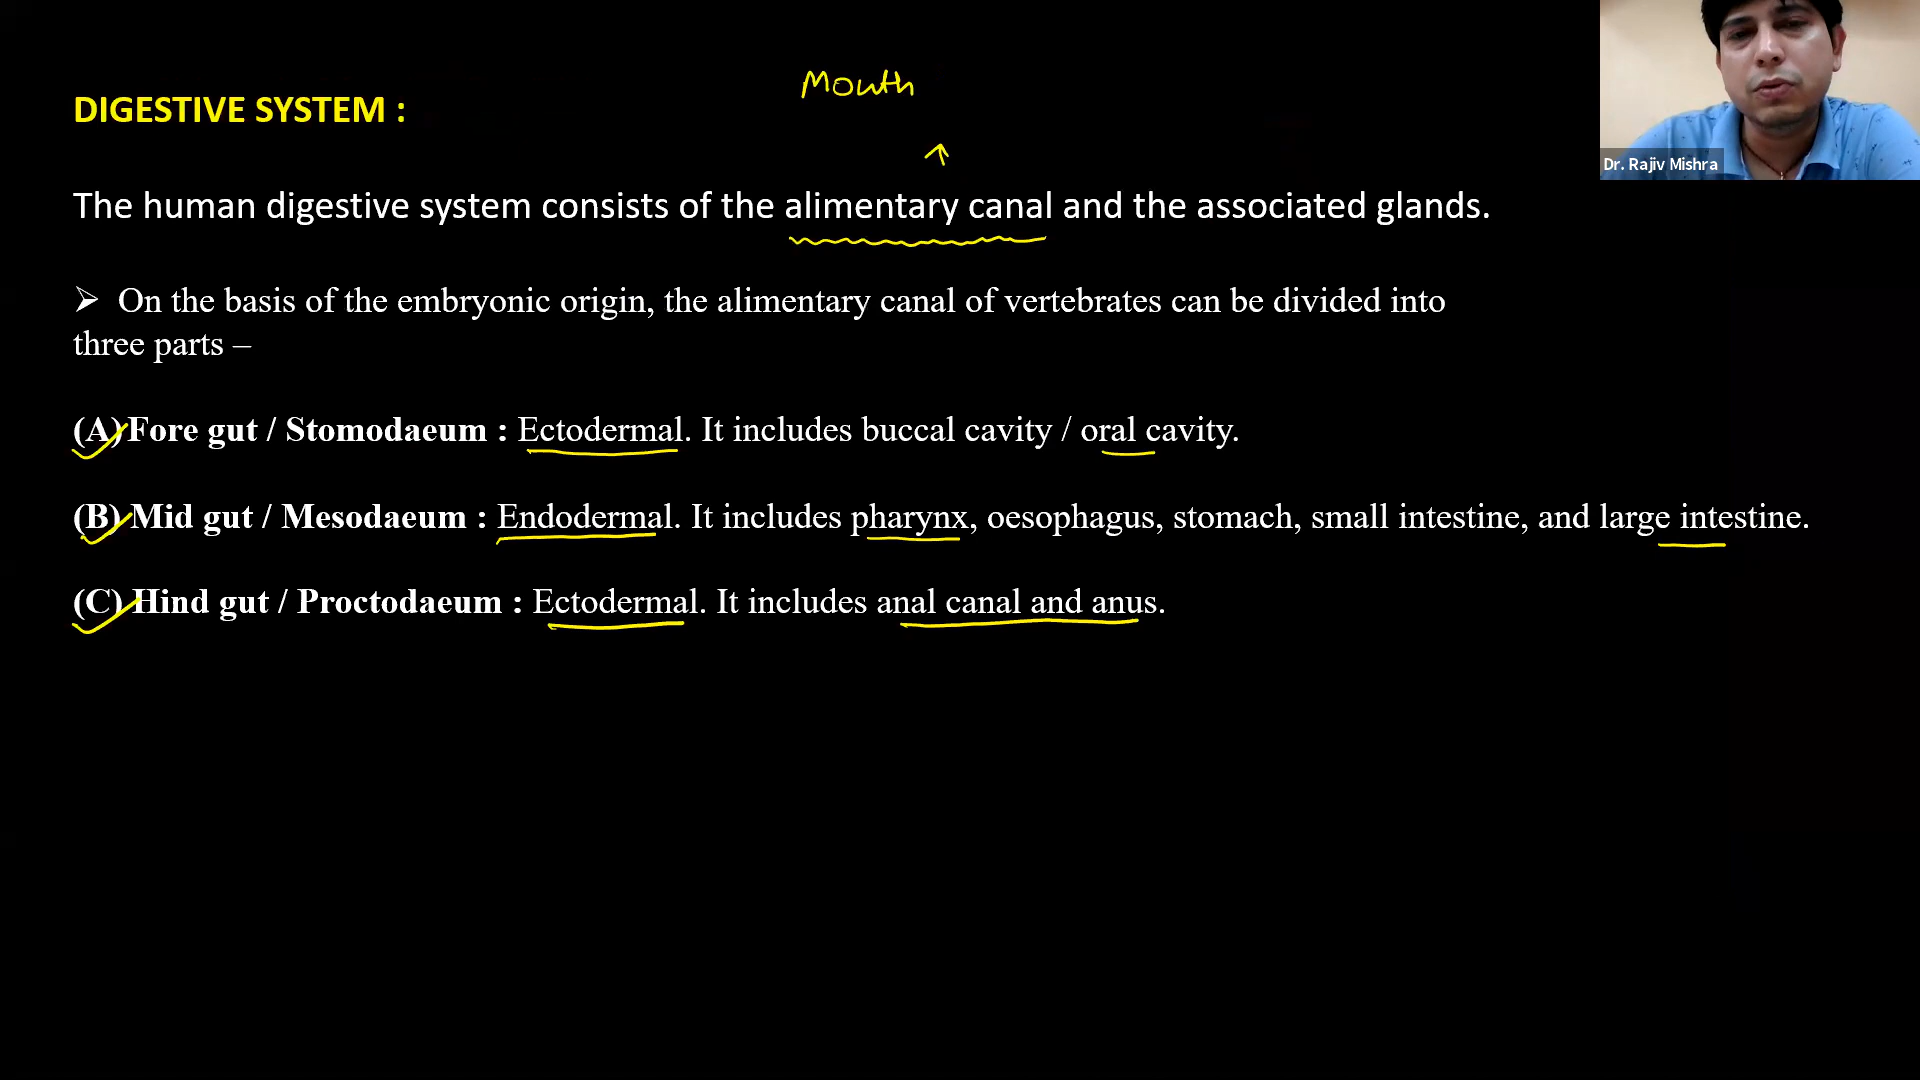 Mouth
DIGESTIVE SYSTEM :
Dr. Rajiv Mishra
The human digestive system consists of the alimentary canal and the associated glands.
➢ On the basis of the embryonic origin, the alimentary canal of vertebrates can be divided into
three parts –
(A) Fore gut / Stomodaeum : Ectodermal. It includes buccal cavity / oral cavity.
(B) Mid gut / Mesodaeum : Endodermal. It includes pharynx, oesophagus, stomach, small intestine, and large intestine.
(C) Hind gut / Proctodaeum : Ectodermal. It includes anal canal and anus.